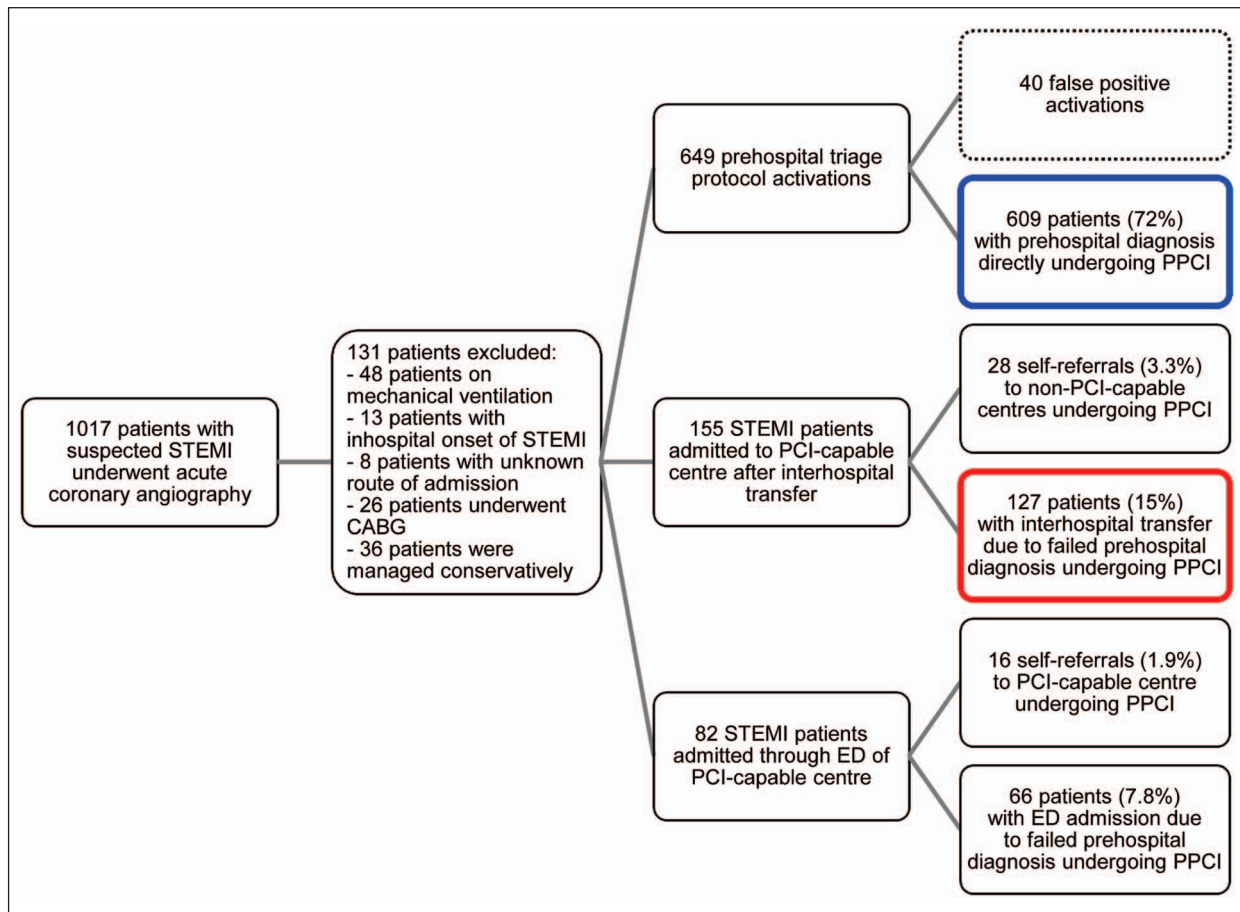 1017 patients with
suspected STEMI
underwent acute
coronary angiography
131 patients excluded:
- 48 patients on
mechanical ventilation
- 13 patients with
inhospital onset of STEMI
- 8 patients with unknown
route of admission
- 26 patients underwent
CABG
- 36 patients were
managed conservatively
649 prehospital triage
protocol activations
40 false positive
activations
609 patients (72%)
with prehospital diagnosis
directly undergoing PPCI
155 STEMI patients
admitted to PCI-capable
centre after interhospital
transfer
28 self-referrals (3.3%)
to non-PCI-capable
centres undergoing PPCI
127 patients (15%)
with interhospital transfer
due to failed prehospital
diagnosis undergoing PPCI
82 STEMI patients
admitted through ED of
PCI-capable centre
16 self-referrals (1.9%)
to PCI-capable centre
undergoing PPCI
66 patients (7.8%)
with ED admission due
to failed prehospital
diagnosis undergoing PPCI